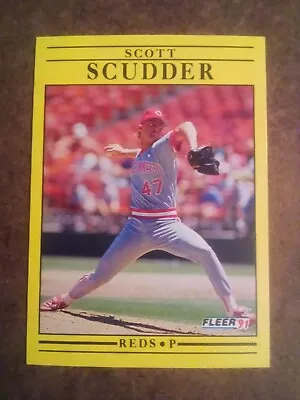 SCOTT
SCUDDER
47
FLEER 91
REDS • P